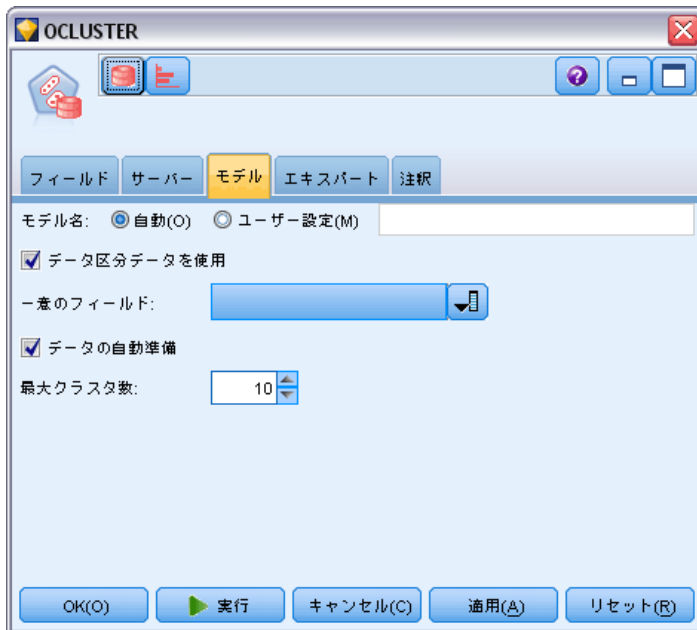 OCLUSTER
フィールド サーバー モデル エキスパート 注釈
モデル名: 自動(O) ユーザー設定(M)
データ区分データを使用
一意のフィールド:
データの自動準備
最大クラスタ数: 10
OK(O) 実行 キャンセル(C) 適用(A) リセット(R)